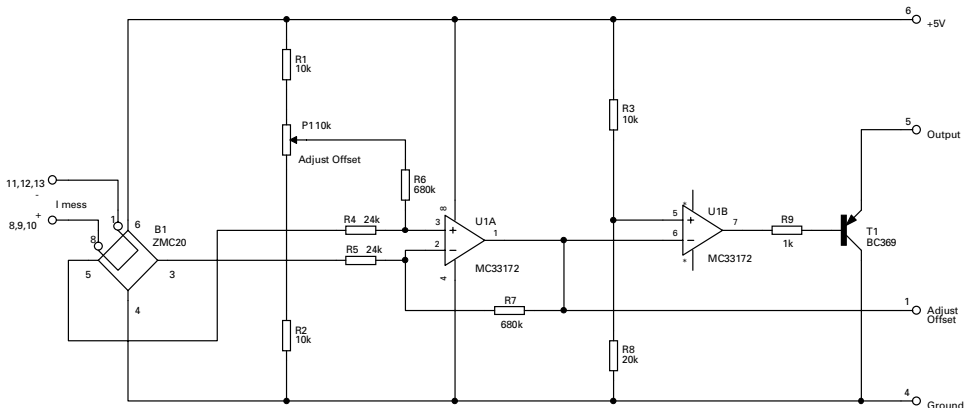 6
+5V
R1
10k
P1 10k
Adjust Offset
R3
10k
5
Output
11,12,13
-
I mess
+
8,9,10
1
8
6
B1
ZMC20
5
3
4
R6
680k
R4 24k
R5 24k
3
2
8
+
−
4
U1A
1
MC33172
R7
680k
R2
10k
R8
20k
5
6
+
−
*
*
U1B
7
MC33172
R9
1k
T1
BC369
1
Adjust
Offset
4
Ground